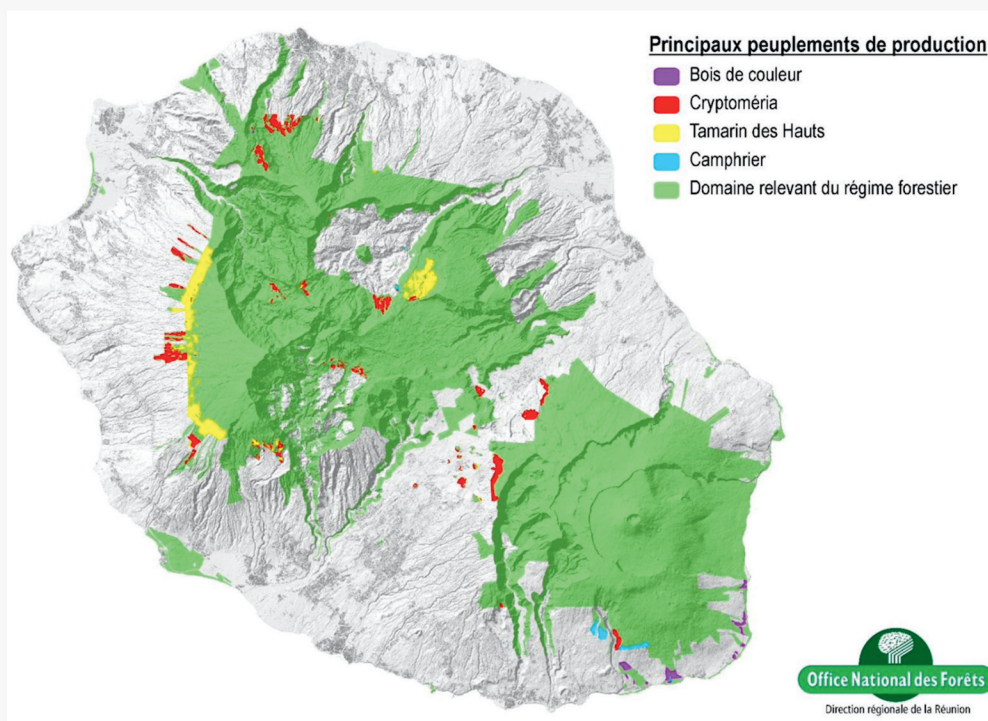 Principaux peuplements de production
Bois de couleur
Cryptoméria
Tamarin des Hauts
Camphrier
Domaine relevant du régime forestier
Office National des Forêts
Direction régionale de la Réunion